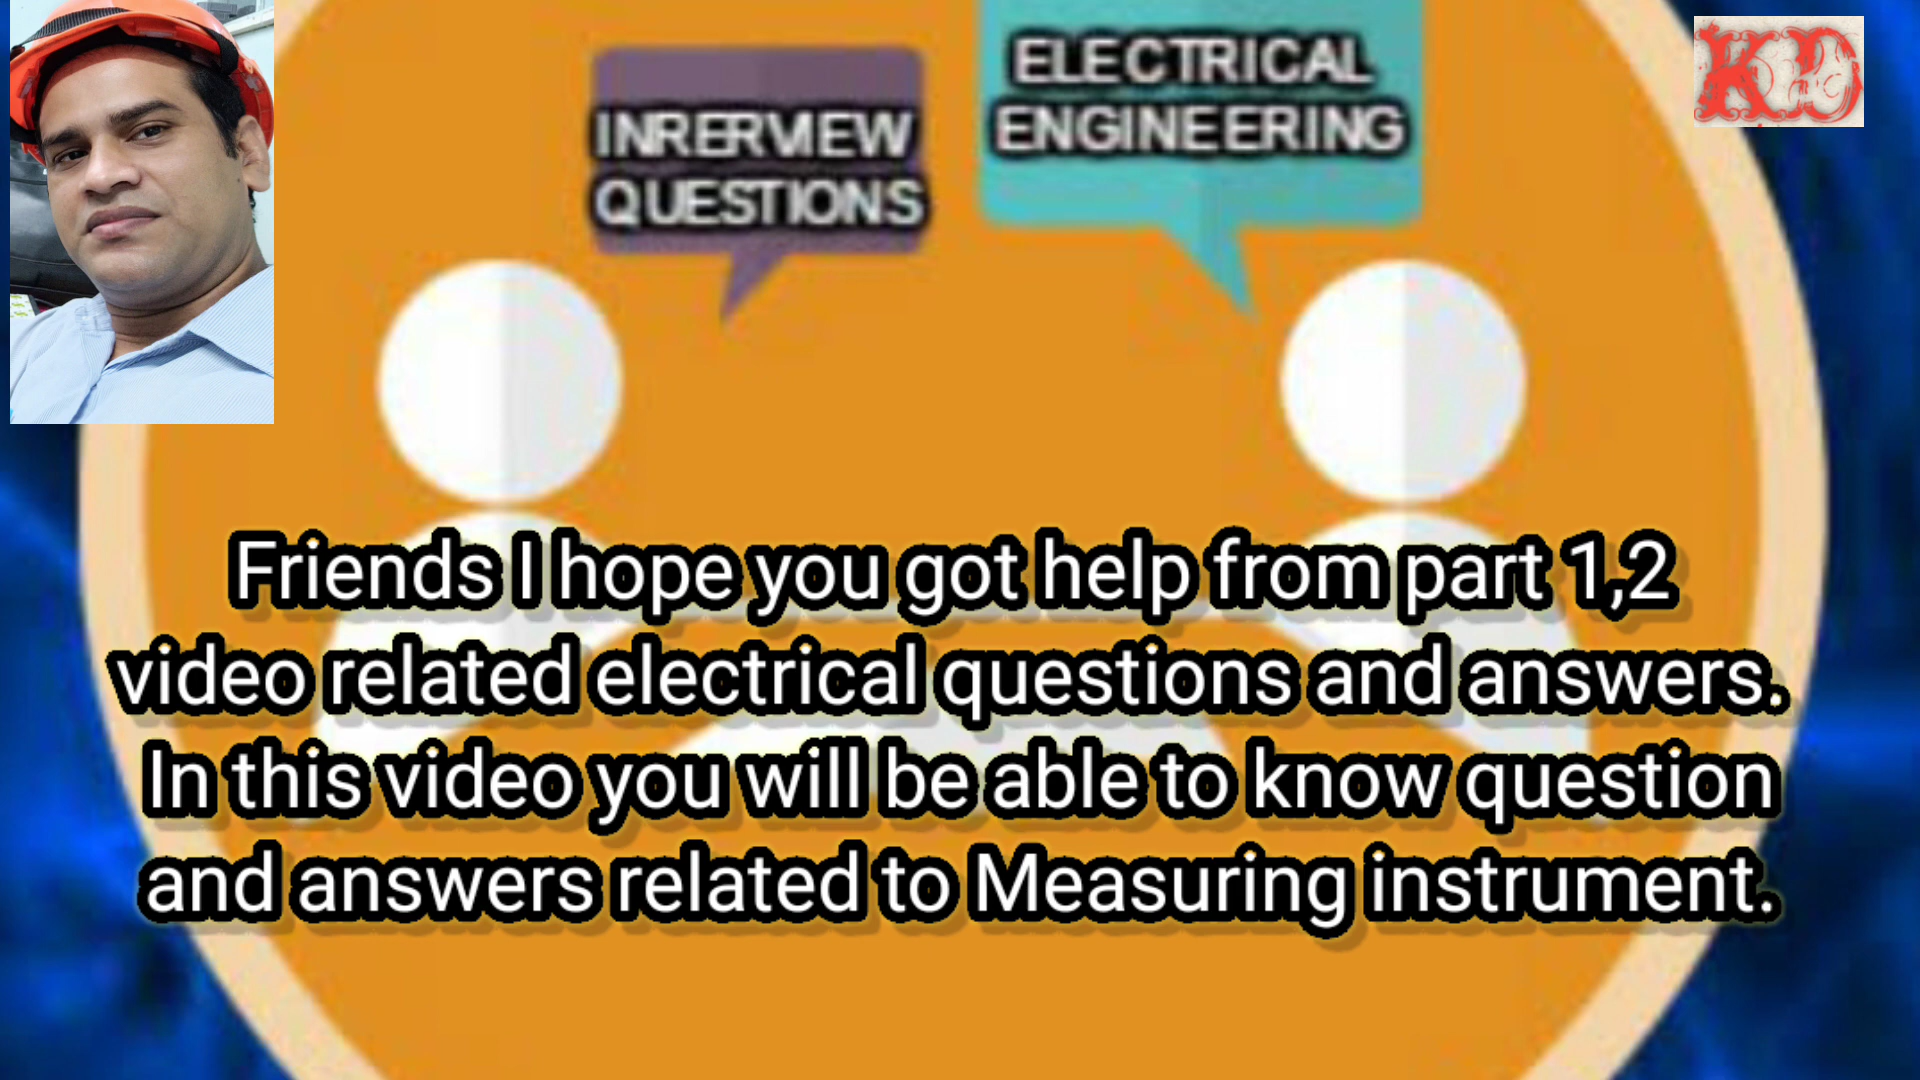 INRERVIEW
QUESTIONS
ELECTRICAL
ENGINEERING
KD
Friends I hope you got help from part 1,2
video related electrical questions and answers.
In this video you will be able to know question
and answers related to Measuring instrument.